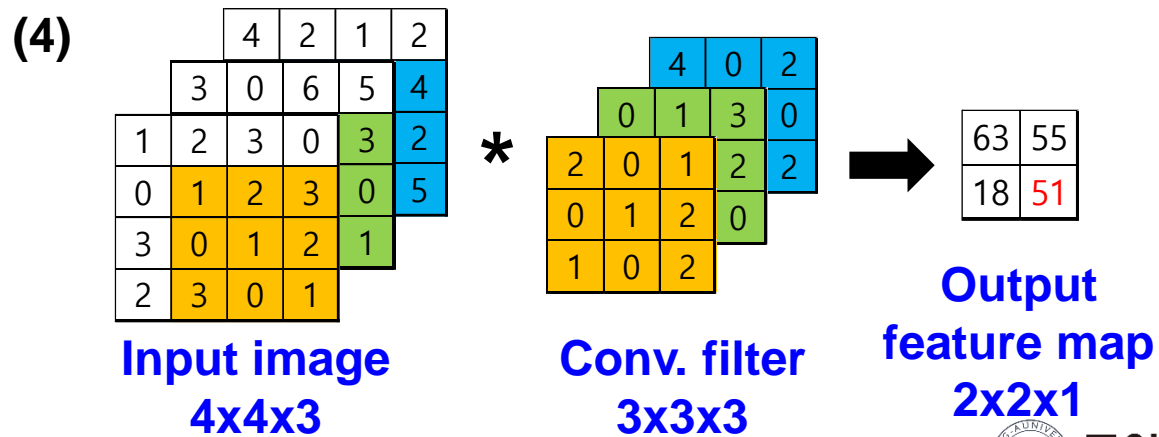 (4)
4 2 1 2
3 0 6 5 4
1 2 3 0 3 2
0 1 2 3 0 5
3 0 1 2 1
2 3 0 1
*
4 0 2
0 1 3 0
2 0 1 2 2
0 1 2 0
1 0 2
63 55
18 51
Input image
4x4x3
Conv. filter
3x3x3
Output
feature map
2x2x1